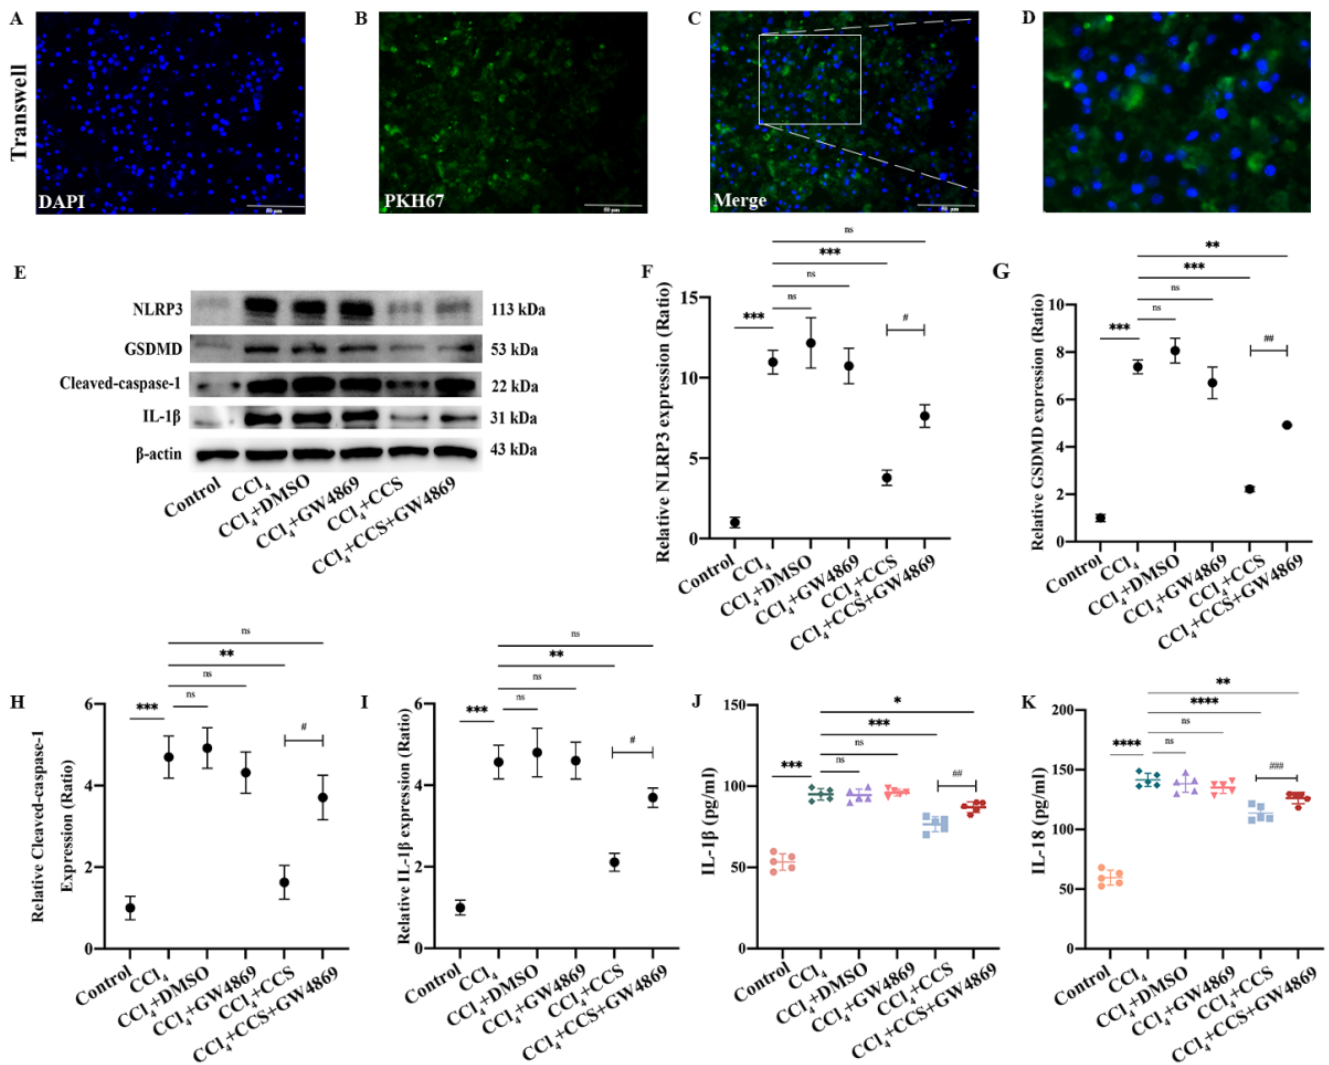 A
B
C
D
Transwell
DAPI
50 μm
PKH67
50 μm
Merge
50 μm
E
NLRP3
113 kDa
GSDMD
53 kDa
Cleaved-caspase-1
22 kDa
IL-1β
31 kDa
β-actin
43 kDa
Control
CCl4
CCl4+DMSO
CCl4+GW4869
CCl4+CCS
CCl4+CCS+GW4869
F
ns
***
ns
ns
***
#
Relative NLRP3 expression (Ratio)
15
10
5
0
Control
CCl4
CCl4+DMSO
CCl4+GW4869
CCl4+CCS
CCl4+CCS+GW4869
G
**
***
ns
ns
***
##
Relative GSDMD expression (Ratio)
10
8
6
4
2
0
Control
CCl4
CCl4+DMSO
CCl4+GW4869
CCl4+CCS
CCl4+CCS+GW4869
H
ns
**
ns
ns
***
#
Relative Cleaved-caspase-1
Expression (Ratio)
6
4
2
0
Control
CCl4
CCl4+DMSO
CCl4+GW4869
CCl4+CCS
CCl4+CCS+GW4869
I
ns
**
ns
ns
***
#
Relative IL-1β expression (Ratio)
6
4
2
0
Control
CCl4
CCl4+DMSO
CCl4+GW4869
CCl4+CCS
CCl4+CCS+GW4869
J
*
***
ns
ns
***
##
IL-1β (pg/ml)
150
100
50
0
Control
CCl4
CCl4+DMSO
CCl4+GW4869
CCl4+CCS
CCl4+CCS+GW4869
K
**
****
ns
ns
****
###
IL-18 (pg/ml)
200
150
100
50
0
Control
CCl4
CCl4+DMSO
CCl4+GW4869
CCl4+CCS
CCl4+CCS+GW4869